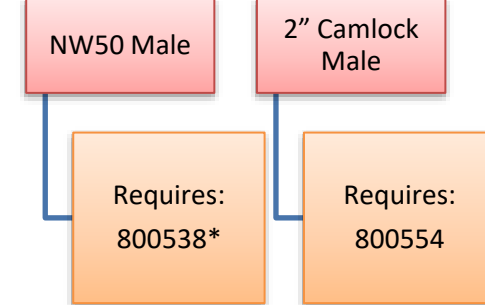 NW50 Male
2” Camlock
Male
Requires:
800538*
Requires:
800554